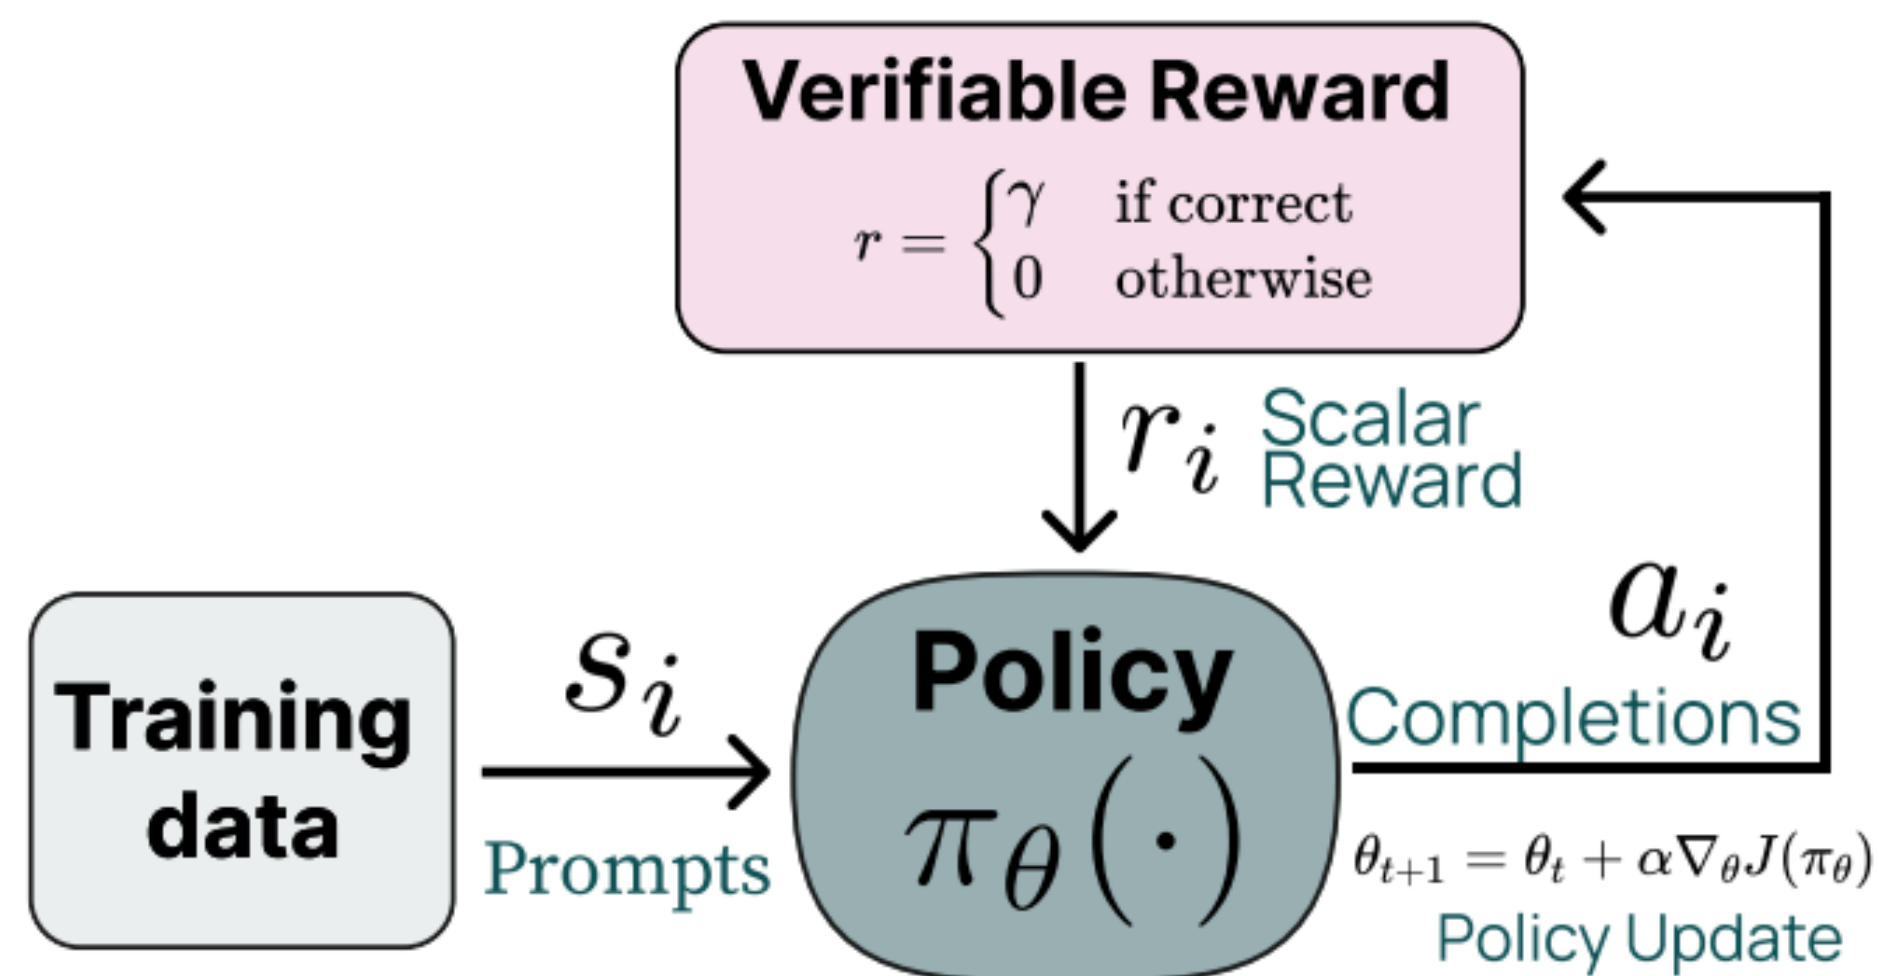 Verifiable Reward
r = { γ if correct
0 otherwise
r_i Scalar
Reward
Training
data
s_i
Prompts
Policy
π_θ(·)
a_i
Completions
θ_{t+1} = θ_t + α∇_θ J(π_θ)
Policy Update